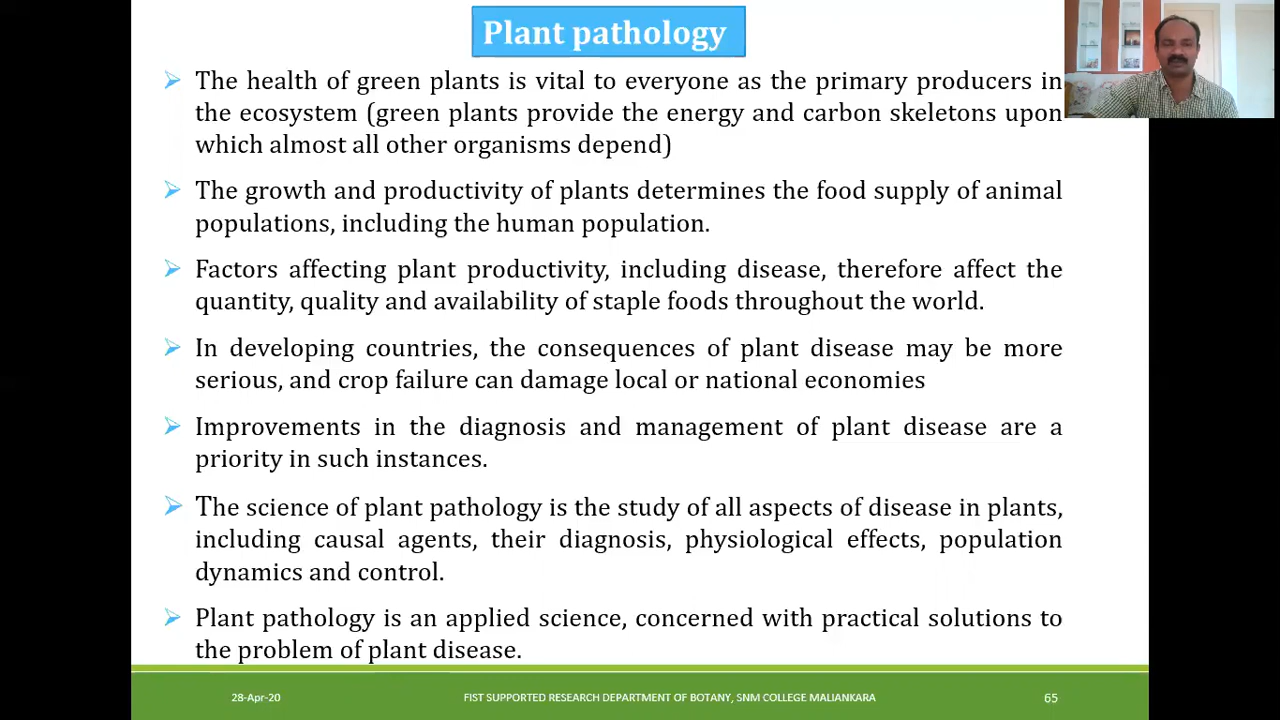 Plant pathology
➢ The health of green plants is vital to everyone as the primary producers in
the ecosystem (green plants provide the energy and carbon skeletons upon
which almost all other organisms depend)
➢ The growth and productivity of plants determines the food supply of animal
populations, including the human population.
➢ Factors affecting plant productivity, including disease, therefore affect the
quantity, quality and availability of staple foods throughout the world.
➢ In developing countries, the consequences of plant disease may be more
serious, and crop failure can damage local or national economies
➢ Improvements in the diagnosis and management of plant disease are a
priority in such instances.
➢ The science of plant pathology is the study of all aspects of disease in plants,
including causal agents, their diagnosis, physiological effects, population
dynamics and control.
➢ Plant pathology is an applied science, concerned with practical solutions to
the problem of plant disease.
28-Apr-20 FIST SUPPORTED RESEARCH DEPARTMENT OF BOTANY, SNM COLLEGE MALIANKARA 65